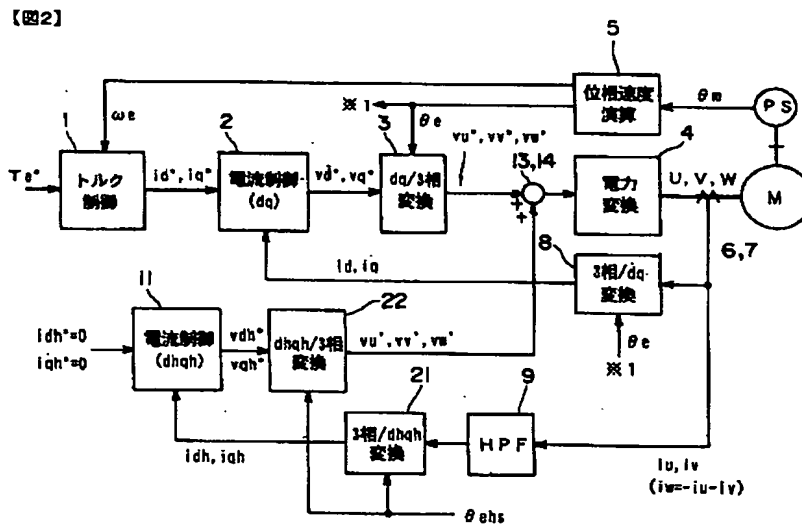 【図2】
5
位相速度
演算
θm
PS
ωe
※1
θe
1
トルク
制御
Te*
id*, iq*
2
電流制御
(dq)
vd*, vq*
3
dq/3相
変換
vu*, vv*, vw*
13,14
+
+
4
電力
変換
U, V, W
M
6,7
id, iq
8
3相/dq
変換
θe
※1
11
idh*=0
iqh*=0
電流制御
(dhqh)
vdh*
vqh*
22
dhqh/3相
変換
vu*, vv*, vw*
21
3相/dhqh
変換
idh, iqh
9
HPF
iu, iv
(iw=-iu-iv)
θehs